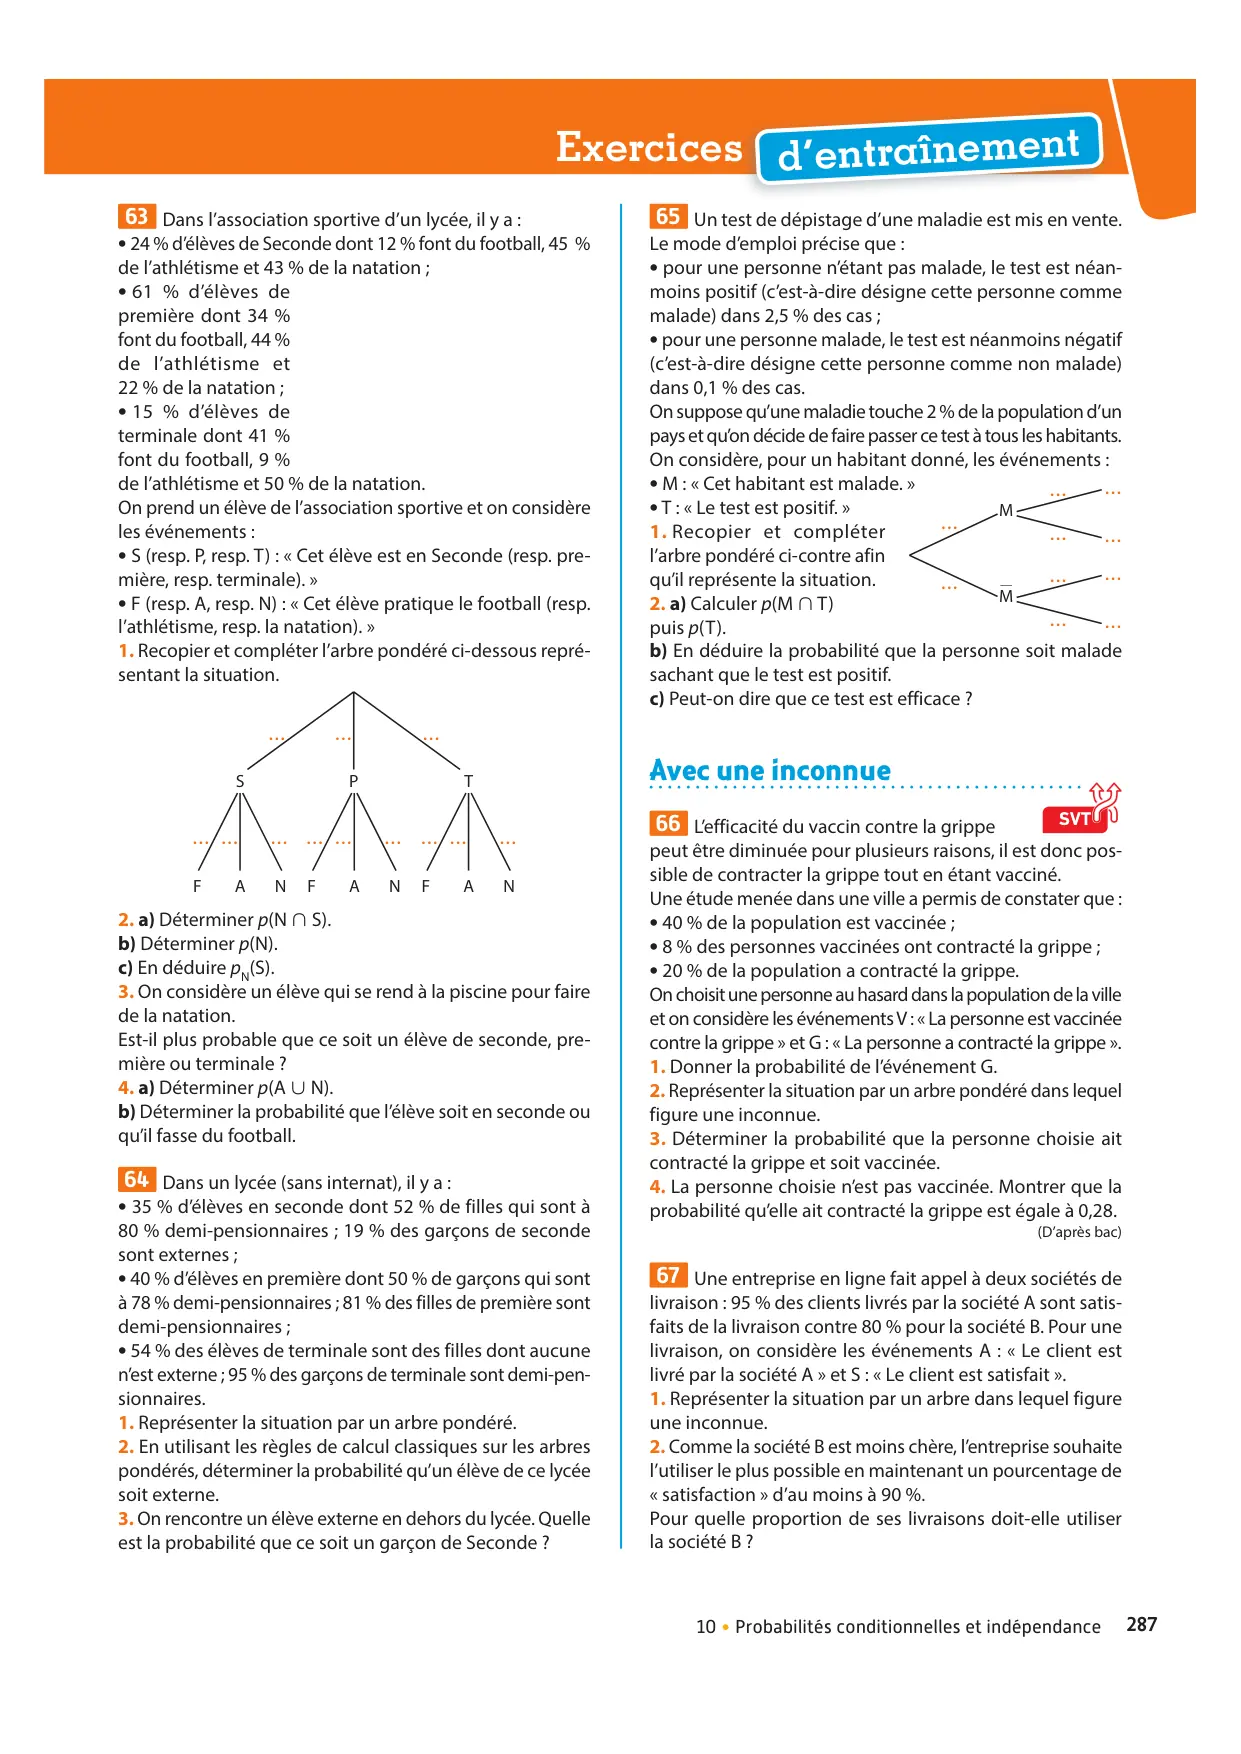 Exercices d’entraînement
63 Dans l’association sportive d’un lycée, il y a :
• 24 % d’élèves de Seconde dont 12 % font du football, 45 %
de l’athlétisme et 43 % de la natation ;
• 61 % d’élèves de
première dont 34 %
font du football, 44 %
de l’athlétisme et
22 % de la natation ;
• 15 % d’élèves de
terminale dont 41 %
font du football, 9 %
de l’athlétisme et 50 % de la natation.
On prend un élève de l’association sportive et on considère
les événements :
• S (resp. P, resp. T) : « Cet élève est en Seconde (resp. pre-
mière, resp. terminale). »
• F (resp. A, resp. N) : « Cet élève pratique le football (resp.
l’athlétisme, resp. la natation). »
1. Recopier et compléter l’arbre pondéré ci-dessous repré-
sentant la situation.
... ... ...
S P T
... ... ... ... ... ... ... ... ...
F A N F A N F A N
2. a) Déterminer p(N ∩ S).
b) Déterminer p(N).
c) En déduire pN(S).
3. On considère un élève qui se rend à la piscine pour faire
de la natation.
Est-il plus probable que ce soit un élève de seconde, pre-
mière ou terminale ?
4. a) Déterminer p(A ∪ N).
b) Déterminer la probabilité que l’élève soit en seconde ou
qu’il fasse du football.
64 Dans un lycée (sans internat), il y a :
• 35 % d’élèves en seconde dont 52 % de filles qui sont à
80 % demi-pensionnaires ; 19 % des garçons de seconde
sont externes ;
• 40 % d’élèves en première dont 50 % de garçons qui sont
à 78 % demi-pensionnaires ; 81 % des filles de première sont
demi-pensionnaires ;
• 54 % des élèves de terminale sont des filles dont aucune
n’est externe ; 95 % des garçons de terminale sont demi-pen-
sionnaires.
1. Représenter la situation par un arbre pondéré.
2. En utilisant les règles de calcul classiques sur les arbres
pondérés, déterminer la probabilité qu’un élève de ce lycée
soit externe.
3. On rencontre un élève externe en dehors du lycée. Quelle
est la probabilité que ce soit un garçon de Seconde ?
65 Un test de dépistage d’une maladie est mis en vente.
Le mode d’emploi précise que :
• pour une personne n’étant pas malade, le test est néan-
moins positif (c’est-à-dire désigne cette personne comme
malade) dans 2,5 % des cas ;
• pour une personne malade, le test est néanmoins négatif
(c’est-à-dire désigne cette personne comme non malade)
dans 0,1 % des cas.
On suppose qu’une maladie touche 2 % de la population d’un
pays et qu’on décide de faire passer ce test à tous les habitants.
On considère, pour un habitant donné, les événements :
• M : « Cet habitant est malade. »
• T : « Le test est positif. »
1. Recopier et compléter
l’arbre pondéré ci-contre afin
qu’il représente la situation.
2. a) Calculer p(M ∩ T)
puis p(T).
... ...
M
...
... ...
... ...
...
M̅
... ...
b) En déduire la probabilité que la personne soit malade
sachant que le test est positif.
c) Peut-on dire que ce test est efficace ?
Avec une inconnue
SVT
66 L’efficacité du vaccin contre la grippe
peut être diminuée pour plusieurs raisons, il est donc pos-
sible de contracter la grippe tout en étant vacciné.
Une étude menée dans une ville a permis de constater que :
• 40 % de la population est vaccinée ;
• 8 % des personnes vaccinées ont contracté la grippe ;
• 20 % de la population a contracté la grippe.
On choisit une personne au hasard dans la population de la ville
et on considère les événements V : « La personne est vaccinée
contre la grippe » et G : « La personne a contracté la grippe ».
1. Donner la probabilité de l’événement G.
2. Représenter la situation par un arbre pondéré dans lequel
figure une inconnue.
3. Déterminer la probabilité que la personne choisie ait
contracté la grippe et soit vaccinée.
4. La personne choisie n’est pas vaccinée. Montrer que la
probabilité qu’elle ait contracté la grippe est égale à 0,28.
(D’après bac)
67 Une entreprise en ligne fait appel à deux sociétés de
livraison : 95 % des clients livrés par la société A sont satis-
faits de la livraison contre 80 % pour la société B. Pour une
livraison, on considère les événements A : « Le client est
livré par la société A » et S : « Le client est satisfait ».
1. Représenter la situation par un arbre dans lequel figure
une inconnue.
2. Comme la société B est moins chère, l’entreprise souhaite
l’utiliser le plus possible en maintenant un pourcentage de
« satisfaction » d’au moins à 90 %.
Pour quelle proportion de ses livraisons doit-elle utiliser
la société B ?
10 • Probabilités conditionnelles et indépendance 287